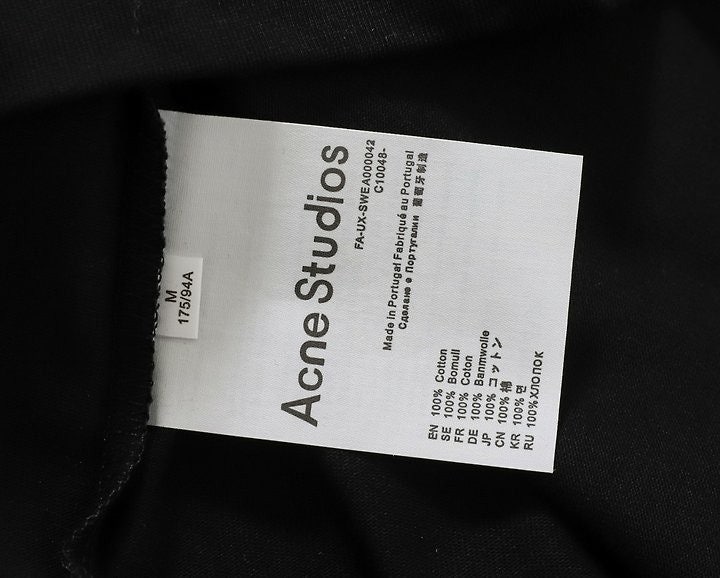 M
175/94A
Acne Studios
FA-UX-SWEA000042
C10048-
Made in Portugal Fabriqué au Portugal
Сделано в Португалии 葡萄牙制造
EN 100% Cotton
SE 100% Bomull
FR 100% Coton
DE 100% Banmwolle
JP 100% コットン
CN 100% 棉
KR 100% 면
RU 100%ХЛОПОК